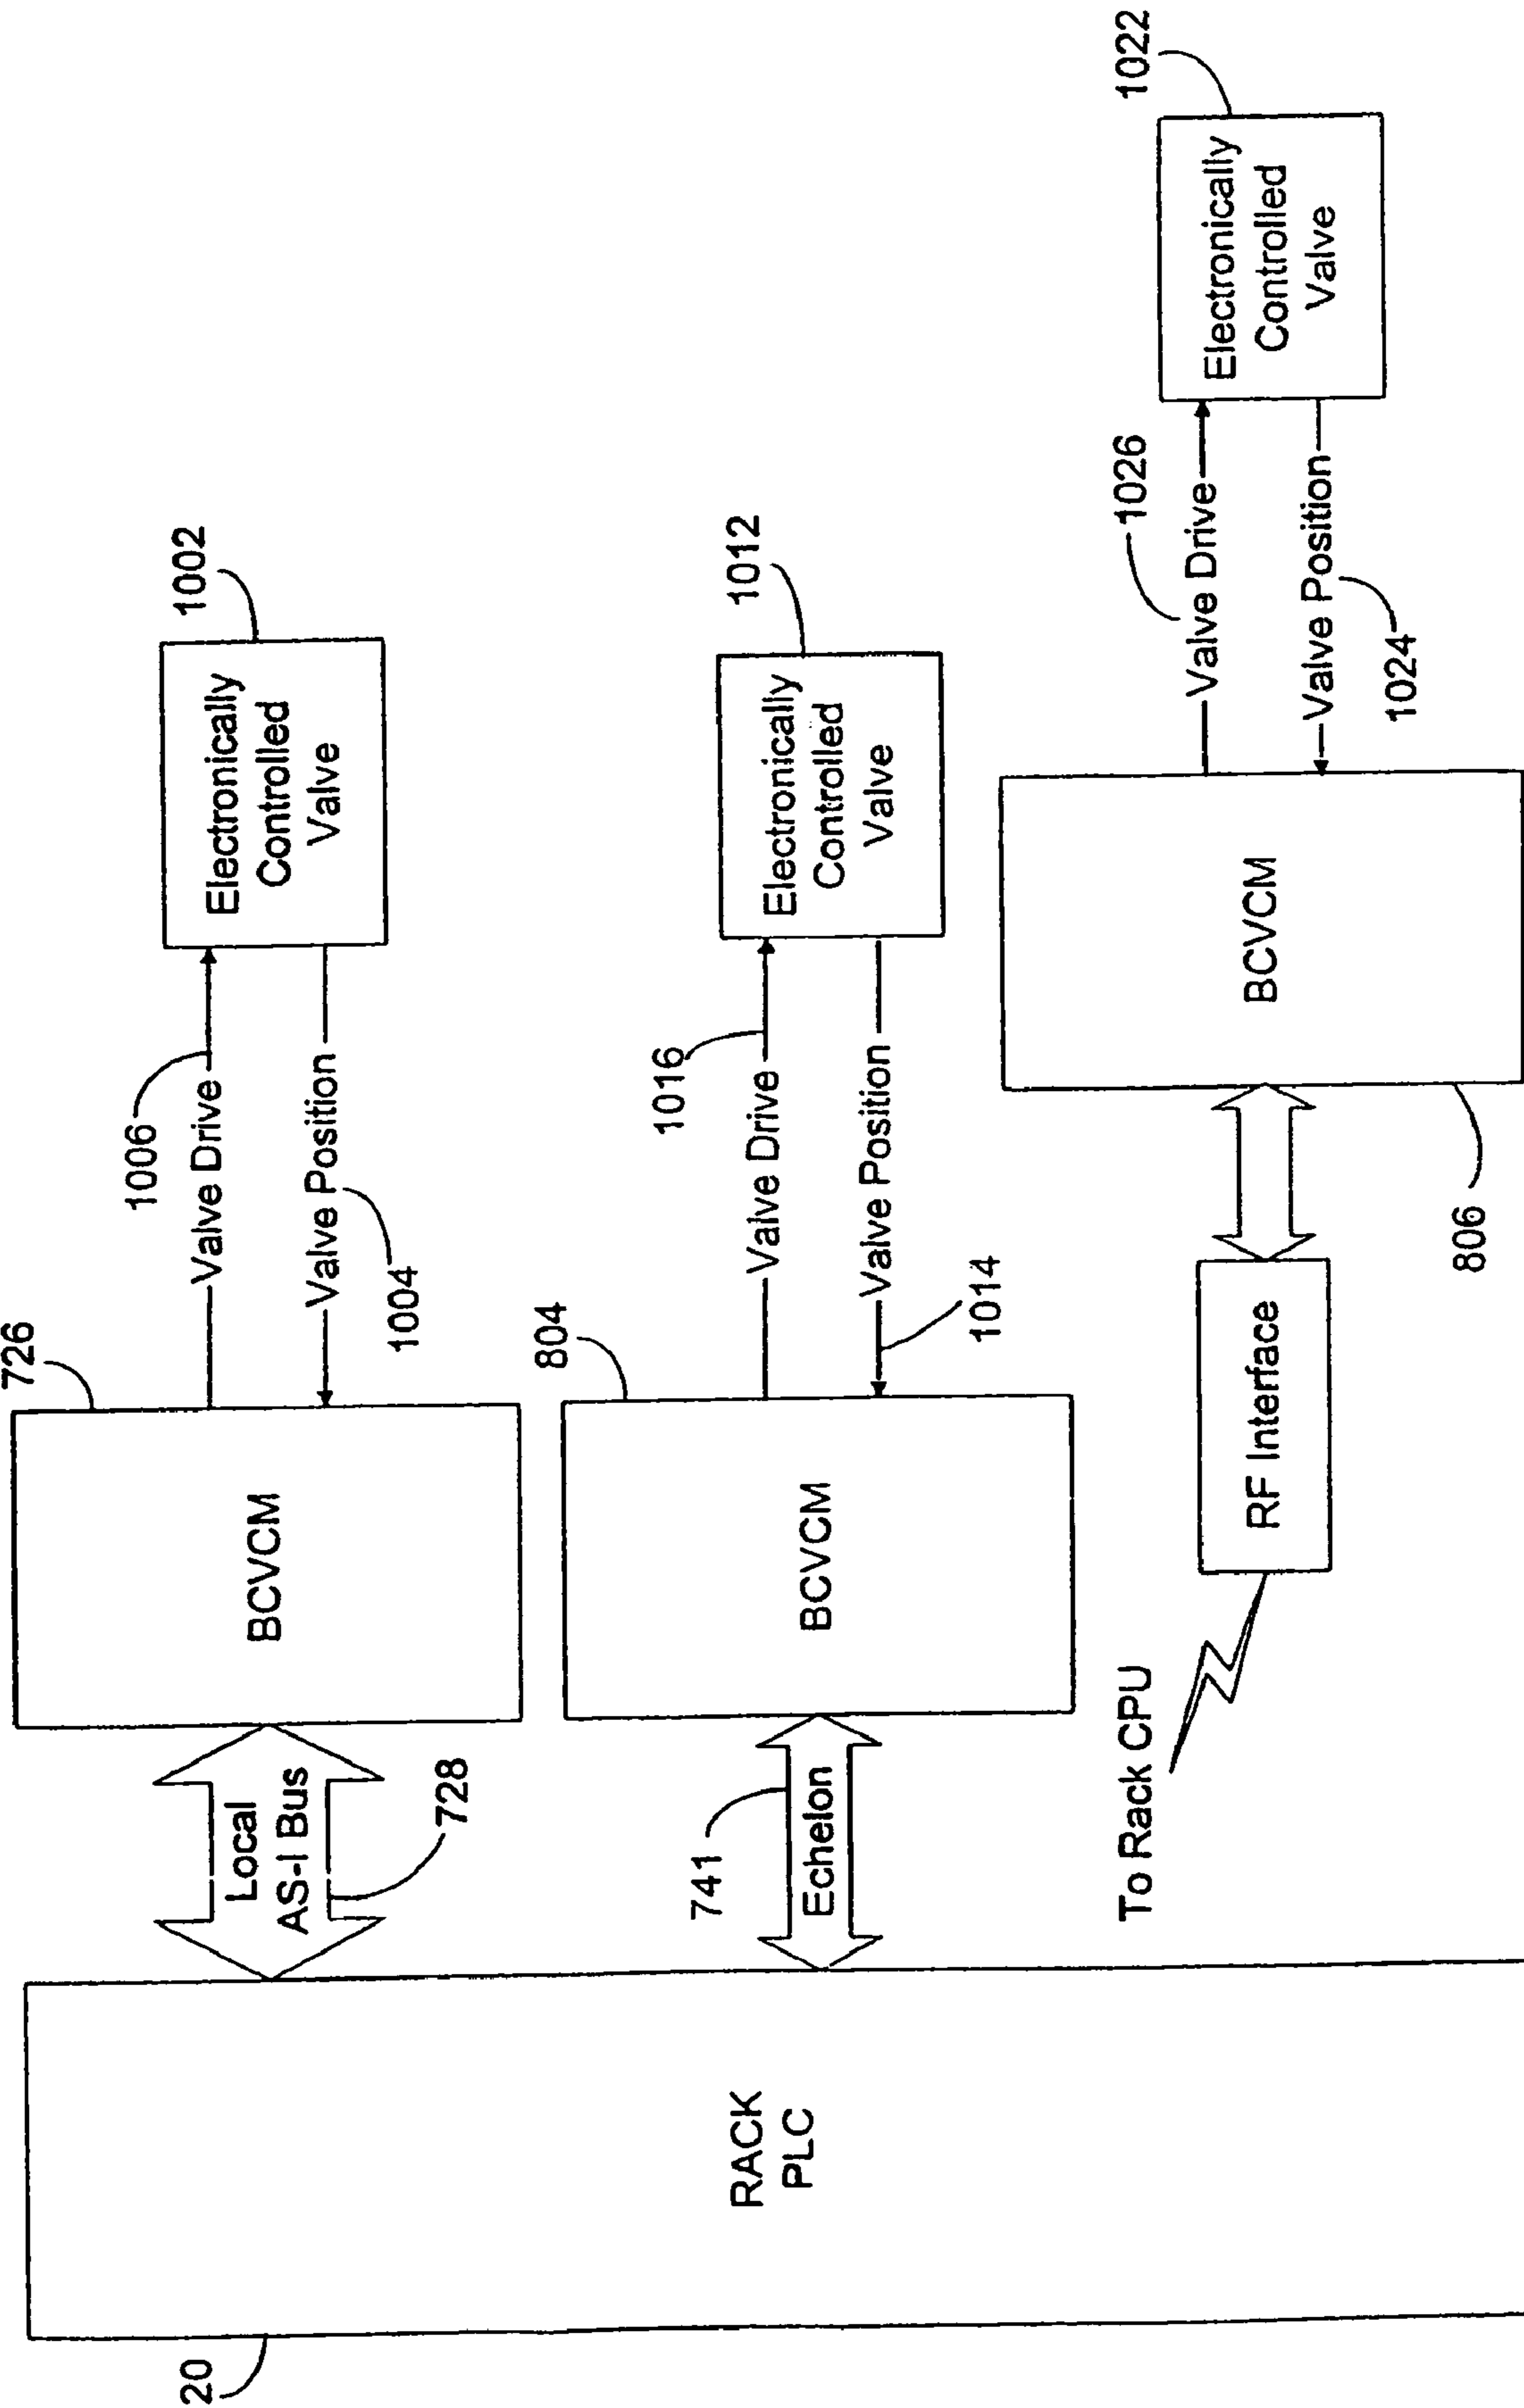 20
RACK
PLC
Local
AS-I Bus
728
726
BCVCM
1006
Valve Drive
Valve Position
1004
1002
Electronically
Controlled
Valve
741
Echelon
804
BCVCM
1016
Valve Drive
Valve Position
1014
1012
Electronically
Controlled
Valve
To Rack CPU
RF Interface
806
BCVCM
1026
Valve Drive
Valve Position
1024
1022
Electronically
Controlled
Valve